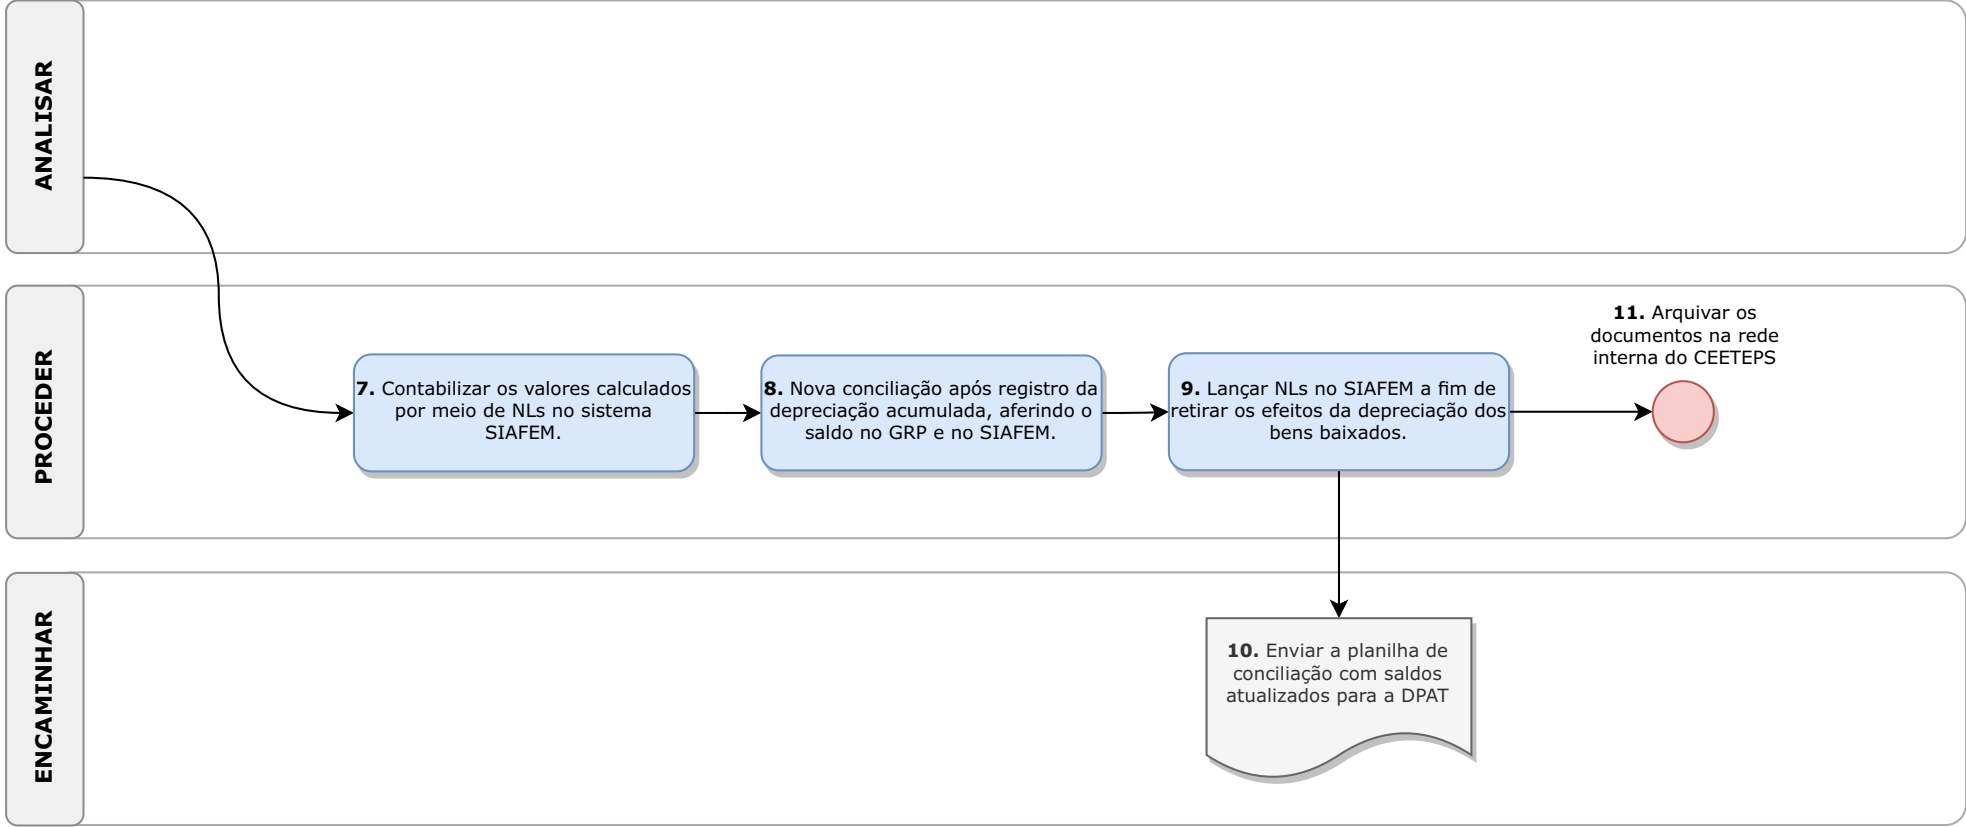 ANALISAR
PROCEDER
7. Contabilizar os valores calculados
por meio de NLs no sistema
SIAFEM.
8. Nova conciliação após registro da
depreciação acumulada, aferindo o
saldo no GRP e no SIAFEM.
9. Lançar NLs no SIAFEM a fim de
retirar os efeitos da depreciação dos
bens baixados.
11. Arquivar os
documentos na rede
interna do CEETEPS
ENCAMINHAR
10. Enviar a planilha de
conciliação com saldos
atualizados para a DPAT